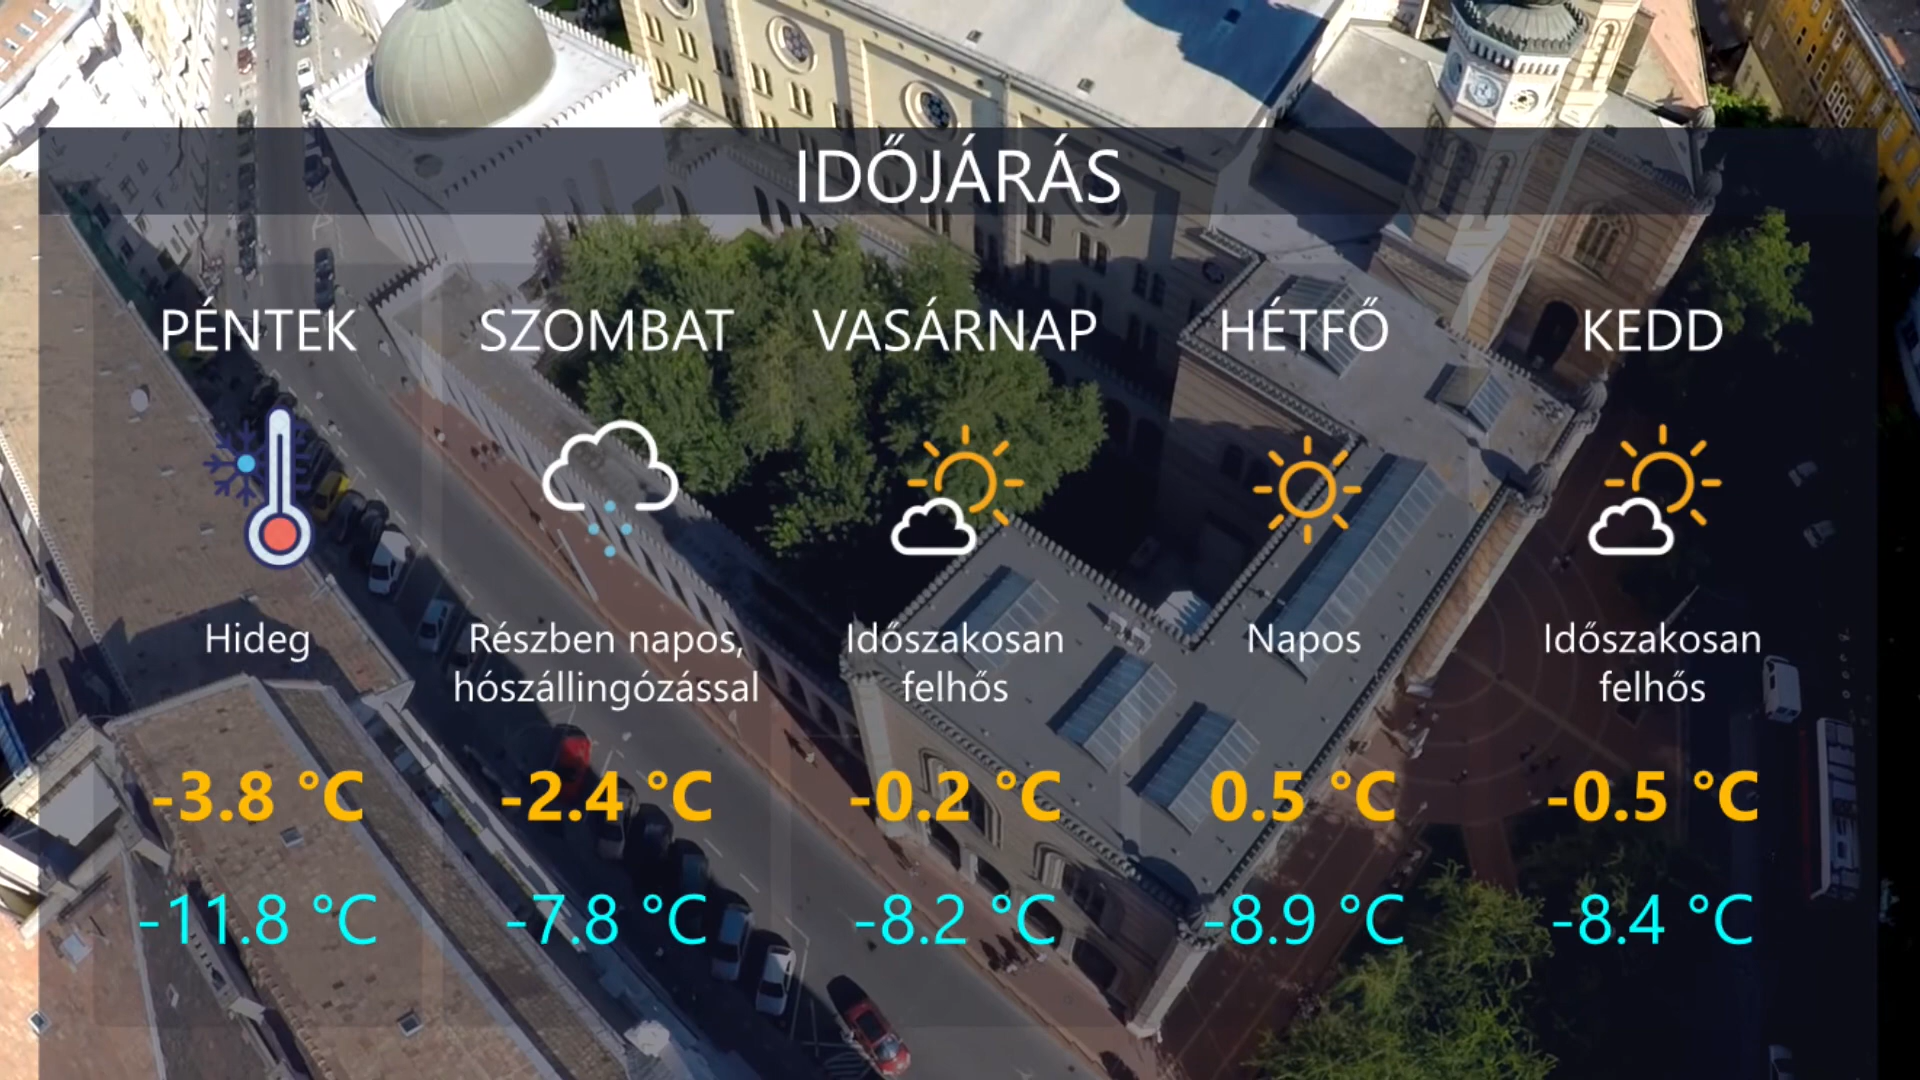 IDŐJÁRÁS
PÉNTEK
SZOMBAT
VASÁRNAP
HÉTFŐ
KEDD
Hideg
Részben napos,
hószállingózással
Időszakosan
felhős
Napos
Időszakosan
felhős
-3.8 °C
-2.4 °C
-0.2 °C
0.5 °C
-0.5 °C
-11.8 °C
-7.8 °C
-8.2 °C
-8.9 °C
-8.4 °C